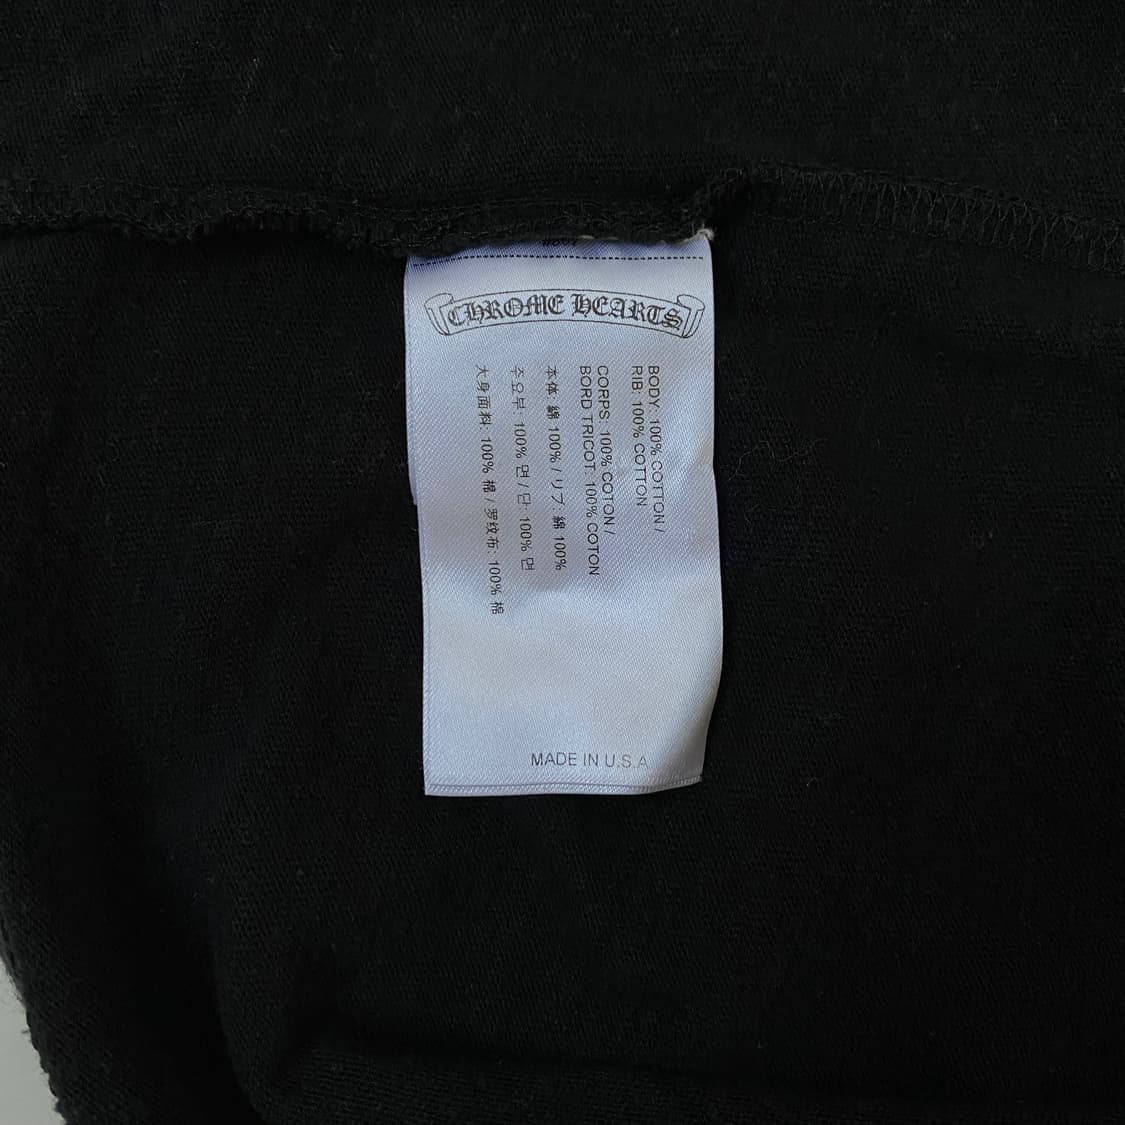 CHROME HEARTS
BODY: 100% COTTON /
RIB: 100% COTTON
CORPS: 100% COTON /
BORD TRICOT: 100% COTON
本体: 綿 100% / リブ: 綿 100%
주요부: 100% 면 / 단: 100% 면
大身面料: 100% 棉 / 罗纹布: 100% 棉
MADE IN U.S.A.